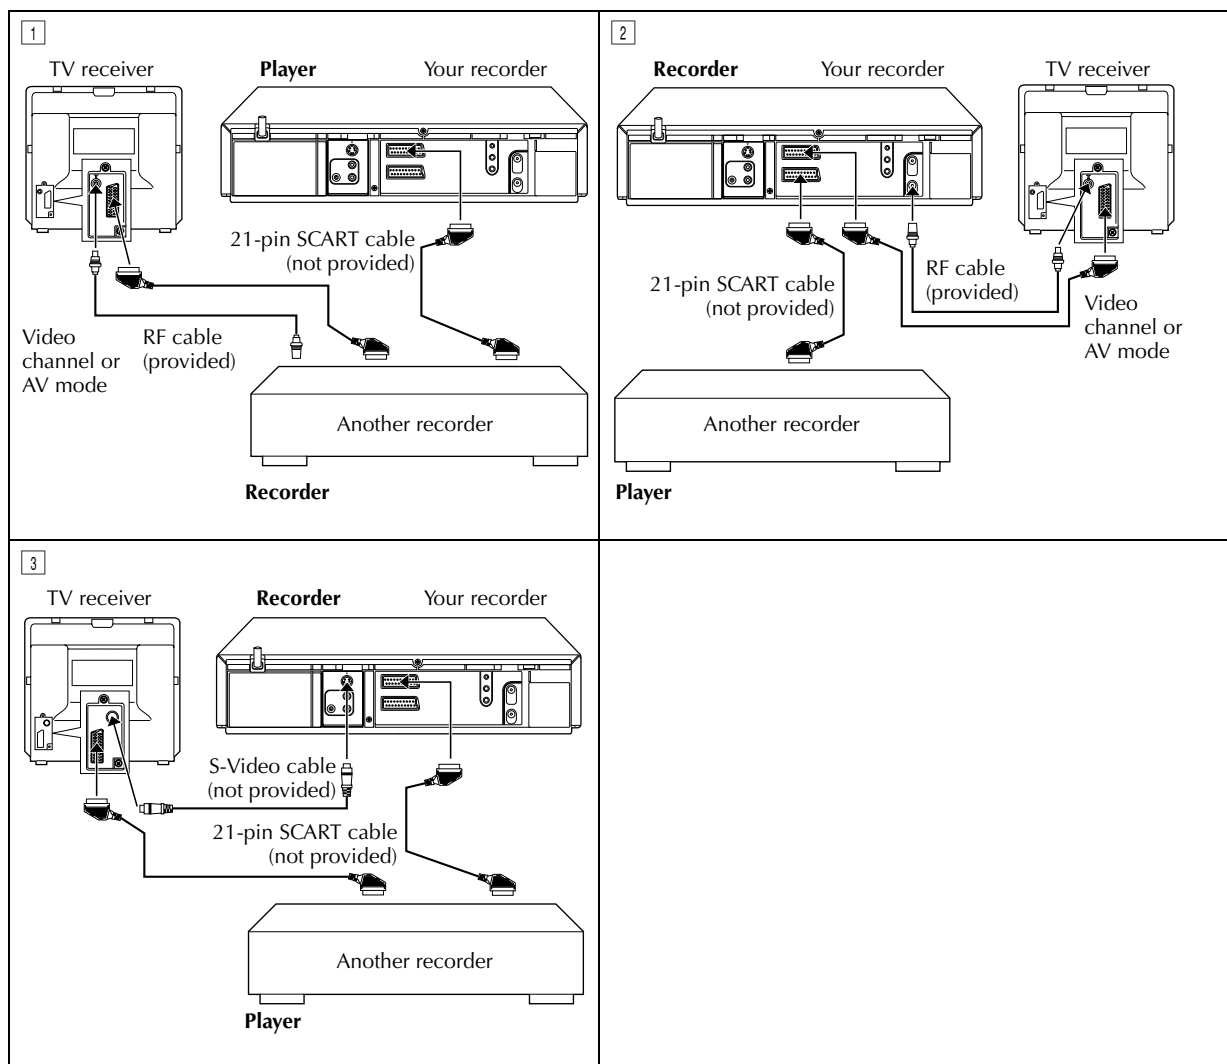 1
TV receiver
Player
Your recorder
21-pin SCART cable
(not provided)
Video
channel or
AV mode
RF cable
(provided)
Another recorder
Recorder
2
Recorder
Your recorder
TV receiver
21-pin SCART cable
(not provided)
RF cable
(provided)
Video
channel or
AV mode
Another recorder
Player
3
TV receiver
Recorder
Your recorder
S-Video cable
(not provided)
21-pin SCART cable
(not provided)
Another recorder
Player